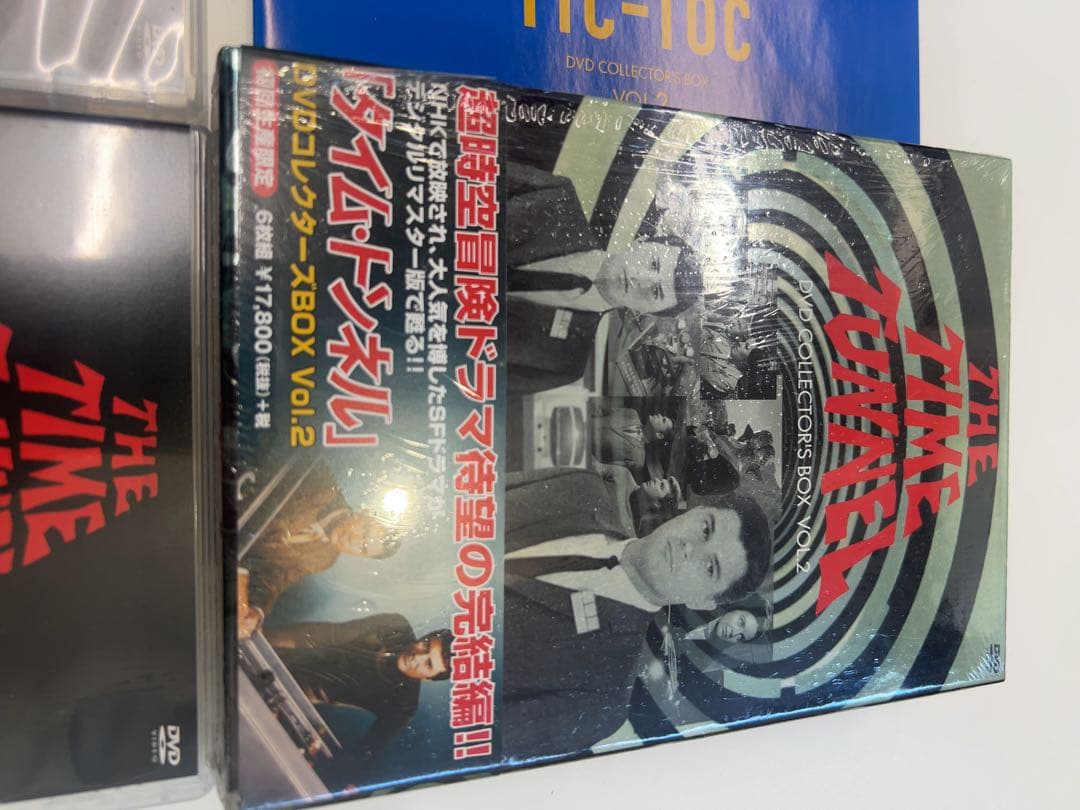 TIC-TOC
DVD COLLECTOR'S BOX
VOL.2
THE
TIME
TUNNEL
DVD COLLECTOR'S BOX VOL.2
超時空冒険ドラマ待望の完結編!!
NHKで放映され、大人気を博したSFドラマが、
デジタルリマスター版で甦る!!
「タイム・トンネル」
DVDコレクターズBOX Vol.2
初回生産限定 6枚組 ¥17,800(税抜)+税
THE
TIME
DVD
VIDEO
DVD